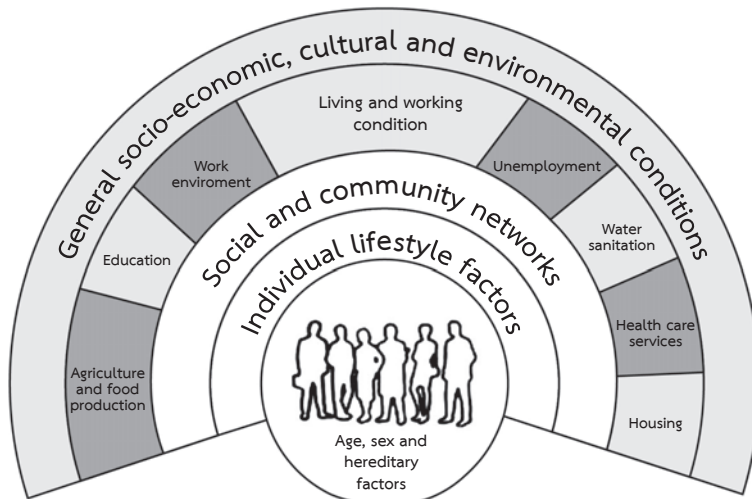 General socio-economic, cultural and environmental conditions
Living and working
condition
Work
enviroment
Unemployment
Education
Water
sanitation
Agriculture
and food
production
Health care
services
Housing
Social and community networks
Individual lifestyle factors
Age, sex and
hereditary
factors